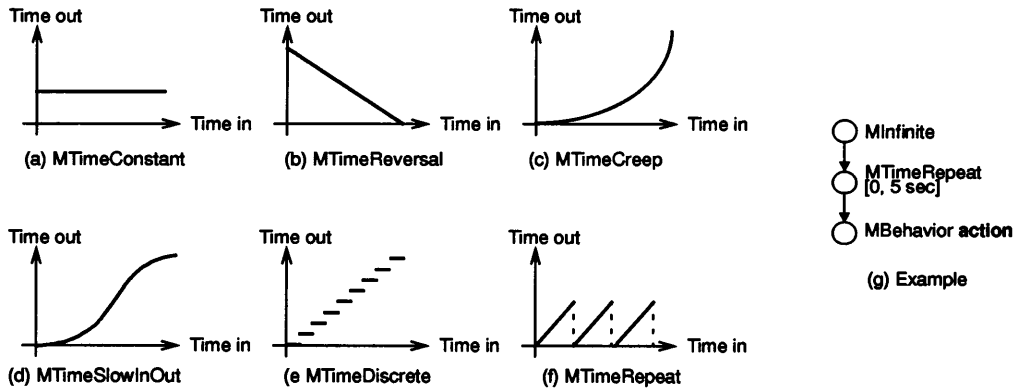 Time out
Time in
(a) MTimeConstant
Time out
Time in
(b) MTimeReversal
Time out
Time in
(c) MTimeCreep
Time out
Time in
(d) MTimeSlowInOut
Time out
Time in
(e MTimeDiscrete
Time out
Time in
(f) MTimeRepeat
MInfinite
MTimeRepeat
[0, 5 sec]
MBehavior action
(g) Example